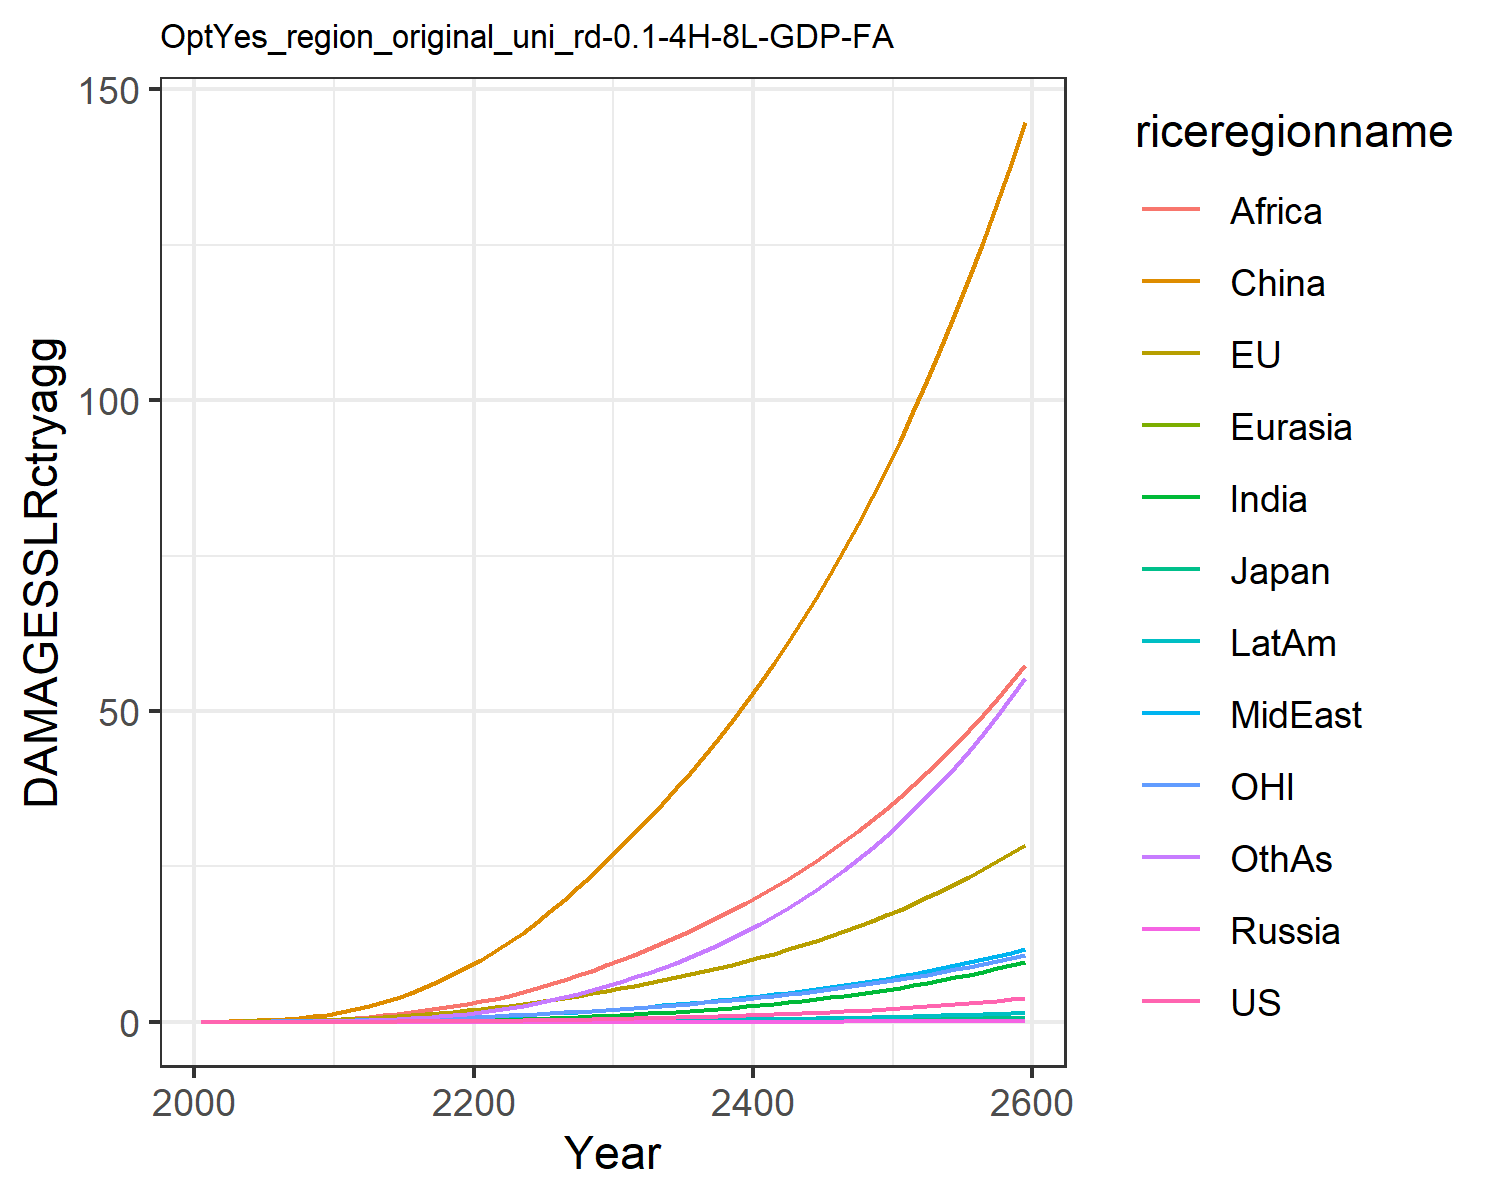 OptYes_region_original_uni_rd-0.1-4H-8L-GDP-FA
DAMAGESSLRctryagg
150
100
50
0
2000
2200
2400
2600
Year
riceregionname
Africa
China
EU
Eurasia
India
Japan
LatAm
MidEast
OHI
OthAs
Russia
US